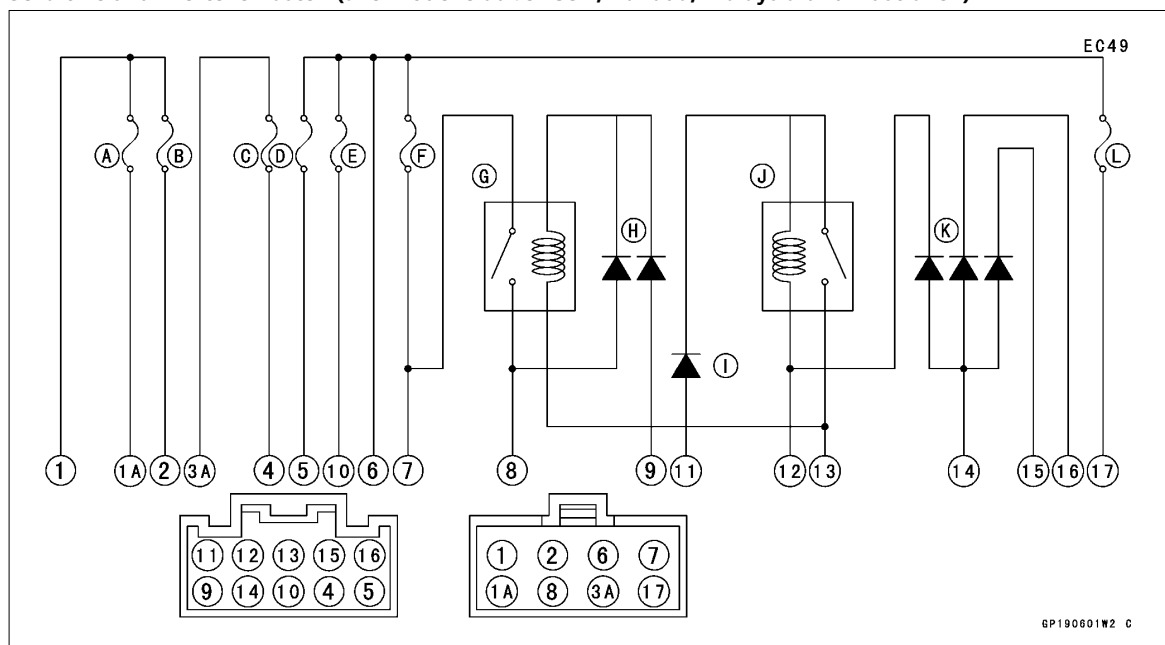 EC49
A B C D E F G H I J K L
1 1A 2 3A 4 5 10 6 7 8 9 11 12 13 14 15 16 17
11 12 13 15 16 1 2 6 7
9 14 10 4 5 1A 8 3A 17
GP190601W2 C